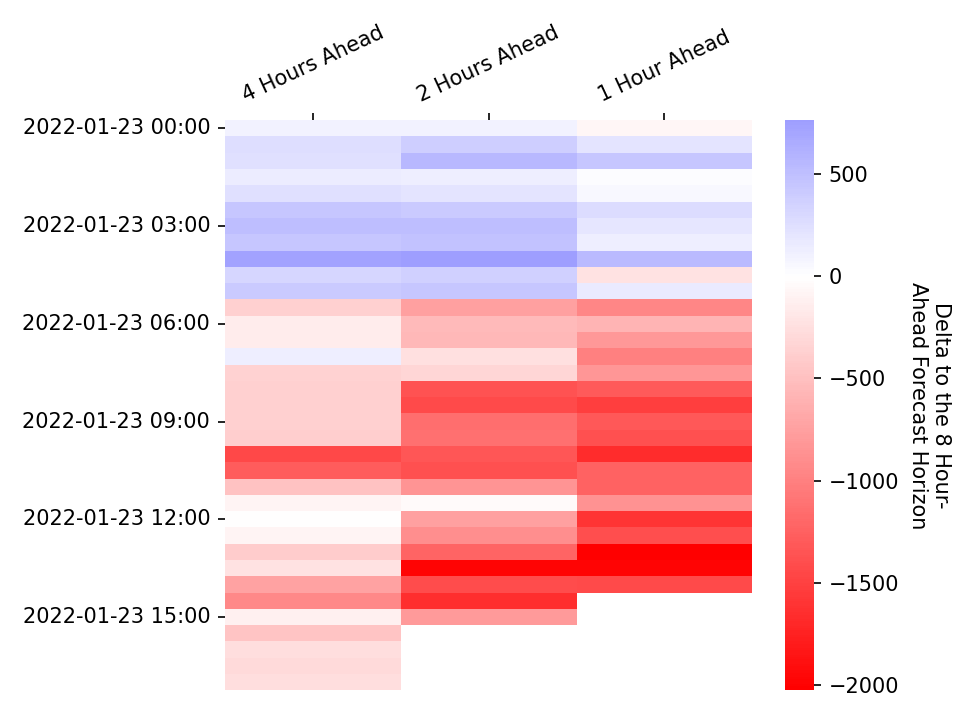 4 Hours Ahead
2 Hours Ahead
1 Hour Ahead
2022-01-23 00:00
2022-01-23 03:00
2022-01-23 06:00
2022-01-23 09:00
2022-01-23 12:00
2022-01-23 15:00
500
0
−500
−1000
−1500
−2000
Delta to the 8 Hour-
Ahead Forecast Horizon